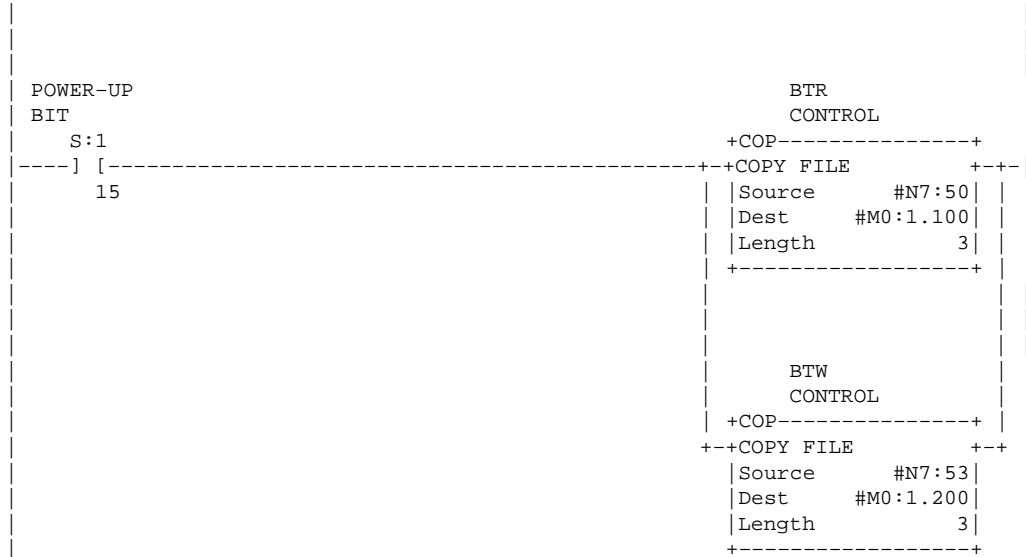 POWER-UP BTR
BIT CONTROL
S:1 +COP---------------+
----] [--------------------------------------------+-+COPY FILE +-+-
15 | |Source #N7:50| |
| |Dest #M0:1.100| |
| |Length 3| |
| +------------------+ |
BTW
CONTROL
| +COP---------------+ |
+-+COPY FILE +-+
|Source #N7:53|
|Dest #M0:1.200|
|Length 3|
+------------------+